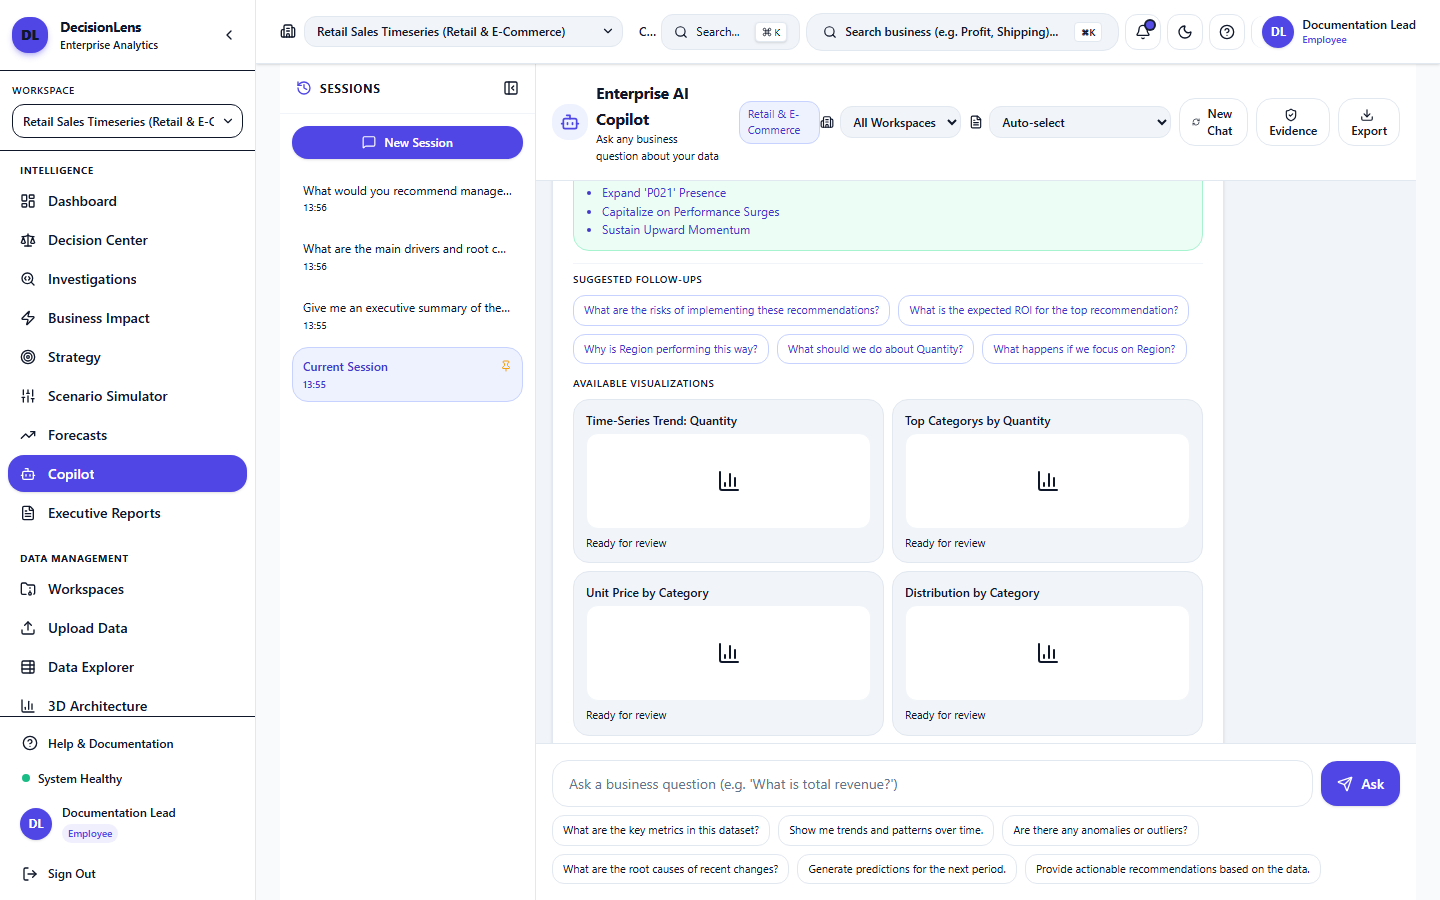 DL
DecisionLens
Enterprise Analytics
WORKSPACE
Retail Sales Timeseries (Retail & E-C
INTELLIGENCE
Dashboard
Decision Center
Investigations
Business Impact
Strategy
Scenario Simulator
Forecasts
Copilot
Executive Reports
DATA MANAGEMENT
Workspaces
Upload Data
Data Explorer
3D Architecture
Help & Documentation
System Healthy
DL
Documentation Lead
Employee
Sign Out
Retail Sales Timeseries (Retail & E-Commerce)
C...
Search...
⌘ K
Search business (e.g. Profit, Shipping)...
⌘K
DL
Documentation Lead
Employee
SESSIONS
New Session
What would you recommend manage...
13:56
What are the main drivers and root c...
13:56
Give me an executive summary of the...
13:55
Current Session
13:55
Enterprise AI
Copilot
Ask any business
question about your data
Retail & E-
Commerce
All Workspaces
Auto-select
New
Chat
Evidence
Export
Expand 'P021' Presence
Capitalize on Performance Surges
Sustain Upward Momentum
SUGGESTED FOLLOW-UPS
What are the risks of implementing these recommendations?
What is the expected ROI for the top recommendation?
Why is Region performing this way?
What should we do about Quantity?
What happens if we focus on Region?
AVAILABLE VISUALIZATIONS
Time-Series Trend: Quantity
Ready for review
Top Categorys by Quantity
Ready for review
Unit Price by Category
Ready for review
Distribution by Category
Ready for review
Ask a business question (e.g. 'What is total revenue?')
Ask
What are the key metrics in this dataset?
Show me trends and patterns over time.
Are there any anomalies or outliers?
What are the root causes of recent changes?
Generate predictions for the next period.
Provide actionable recommendations based on the data.